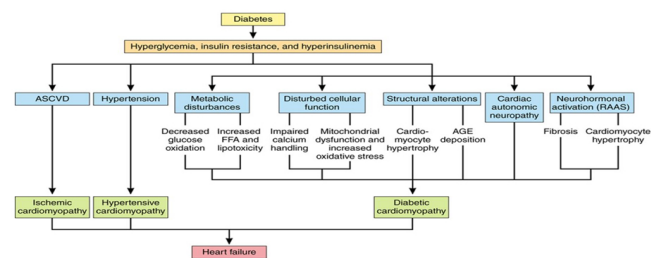 Diabetes
Hyperglycemia, insulin resistance, and hyperinsulinemia
ASCVD
Hypertension
Metabolic
disturbances
Disturbed cellular
function
Structural alterations
Cardiac
autonomic
neuropathy
Neurohormonal
activation (RAAS)
Decreased
glucose
oxidation
Increased
FFA and
lipotoxicity
Impaired
calcium
handling
Mitochondrial
dysfunction and
increased
oxidative stress
Cardio-
myocyte
hypertrophy
AGE
deposition
Fibrosis
Cardiomyocyte
hypertrophy
Ischemic
cardiomyopathy
Hypertensive
cardiomyopathy
Diabetic
cardiomyopathy
Heart failure